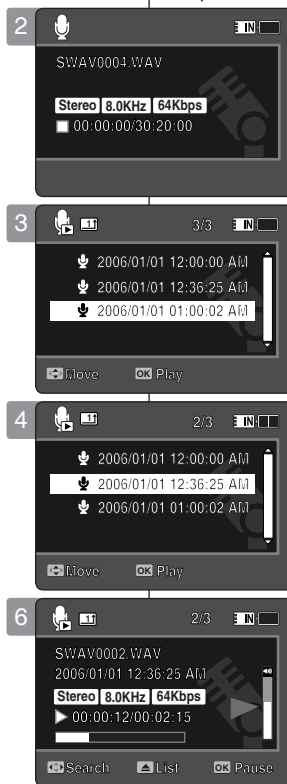 2
IN
SWAV0004.WAV
Stereo 8.0KHz 64Kbps
00:00:00/30:20:00
3
3/3 IN
2006/01/01 12:00:00 AM
2006/01/01 12:36:25 AM
2006/01/01 01:00:02 AM
Move OK Play
4
2/3 IN
2006/01/01 12:00:00 AM
2006/01/01 12:36:25 AM
2006/01/01 01:00:02 AM
Move OK Play
6
2/3 IN
SWAV0002.WAV
2006/01/01 12:36:25 AM
Stereo 8.0KHz 64Kbps
00:00:12/00:02:15
Search List OK Pause